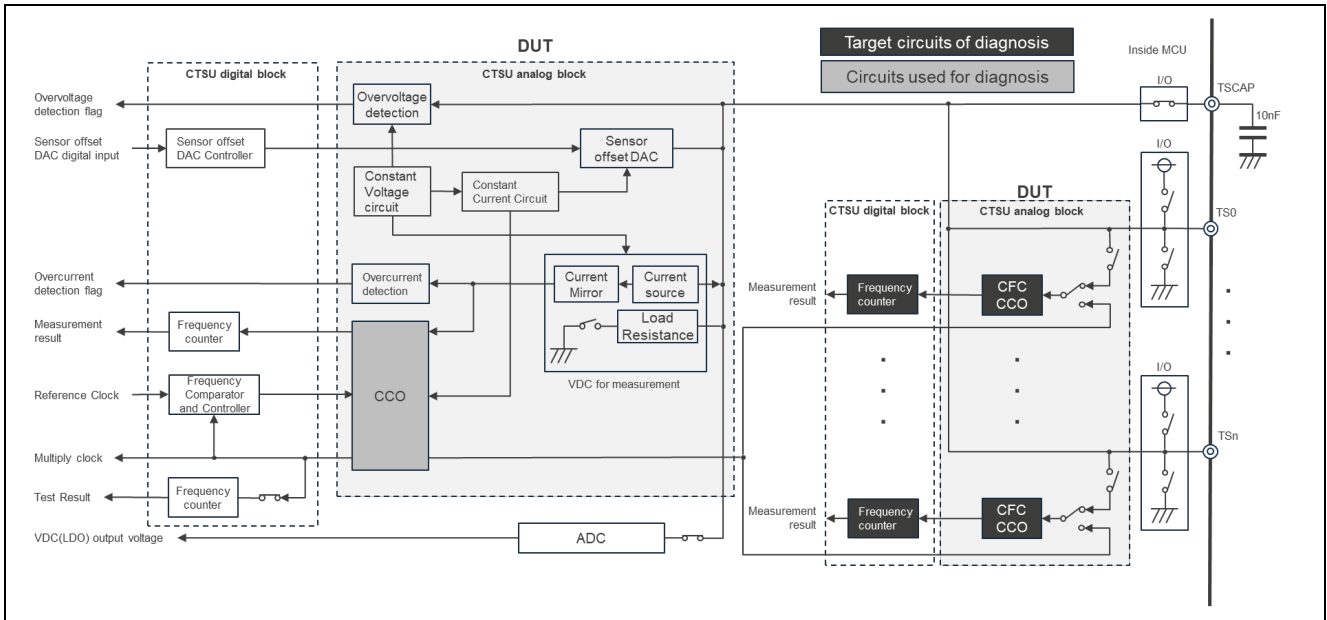 DUT
Target circuits of diagnosis
Circuits used for diagnosis
Inside MCU
CTSU digital block
CTSU analog block
I/O
TSCAP
10nF
Overvoltage
detection flag
Overvoltage
detection
Sensor offset
DAC digital input
Sensor offset
DAC Controller
Sensor
offset DAC
Constant
Voltage
circuit
Constant
Current Circuit
I/O
TS0
DUT
CTSU digital block
CTSU analog block
Overcurrent
detection flag
Overcurrent
detection
Current
Mirror
Current
source
Load
Resistance
VDC for measurement
Measurement
result
Frequency
counter
CFC
CCO
Measurement
result
Frequency
counter
Reference Clock
Frequency
Comparator
and Controller
CCO
I/O
TSn
Multiply clock
Test Result
Frequency
counter
Measurement
result
Frequency
counter
CFC
CCO
VDC(LDO) output voltage
ADC